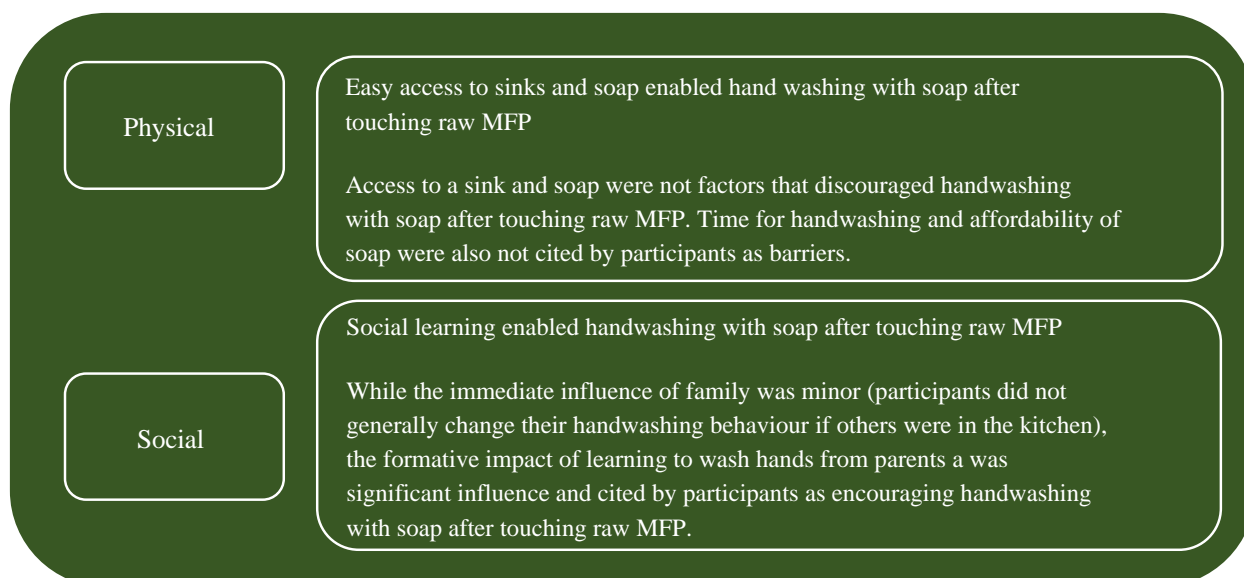 Physical
Easy access to sinks and soap enabled hand washing with soap after
touching raw MFP
Access to a sink and soap were not factors that discouraged handwashing
with soap after touching raw MFP. Time for handwashing and affordability of
soap were also not cited by participants as barriers.
Social
Social learning enabled handwashing with soap after touching raw MFP
While the immediate influence of family was minor (participants did not
generally change their handwashing behaviour if others were in the kitchen),
the formative impact of learning to wash hands from parents a was
significant influence and cited by participants as encouraging handwashing
with soap after touching raw MFP.